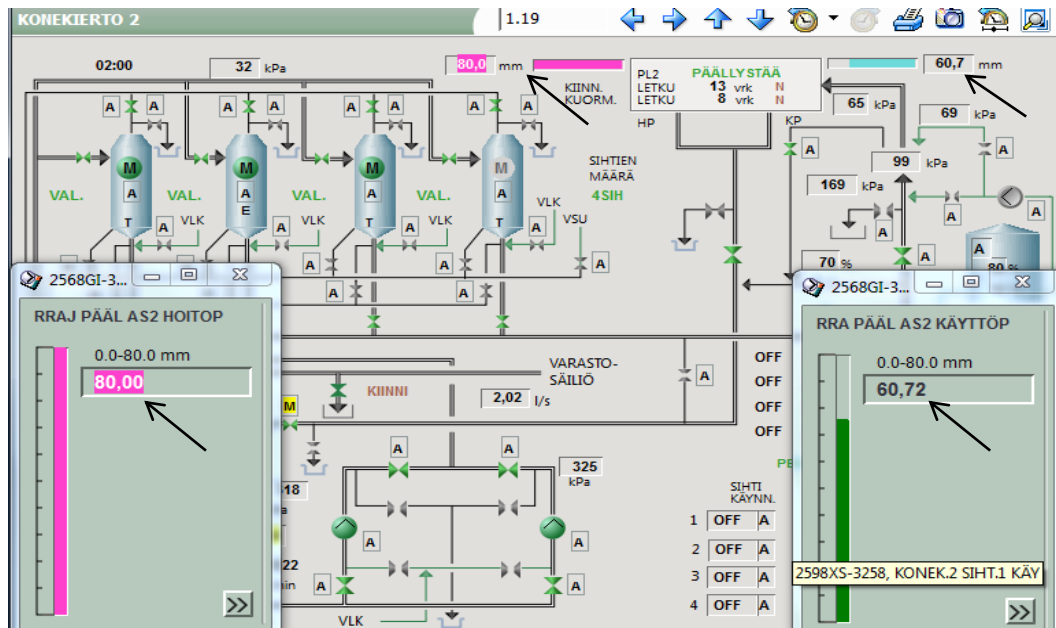 KONEKIERTO 2
1.19
02:00
32 kPa
80,0 mm
60,7 mm
KIINN.
KUORM.
PL2 PÄÄLLYSTÄÄ
LETKU 13 vrk N
LETKU 8 vrk N
65 kPa
69 kPa
HP
KP
A A A A A A A A
A
A
99 kPa
M M M M
SIHTIEN
MÄÄRÄ
4 SIH
169 kPa
VAL. A VAL. A VAL. A VAL. A
E
T T T
VLK VLK VLK VLK
VSU
A A A A
A
A
A
A
A A A
70 %
A
80 %
A A
2568GI-3...
RRAJ PÄÄL AS2 HOITOP
0.0-80.0 mm
80,00
2568GI-3...
RRA PÄÄL AS2 KÄYTTÖP
0.0-80.0 mm
60,72
VARASTO-
SÄILIÖ
A
OFF
OFF
OFF
OFF
KIINNI
2,02 l/s
M
A A
325
kPa
PE
18
a
SIHTI
KÄYNN.
1 OFF A
2 OFF A
3 OFF A
4 OFF A
A A
22
in
A A
VLK
2598XS-3258, KONEK.2 SIHT.1 KÄY
>>
>>